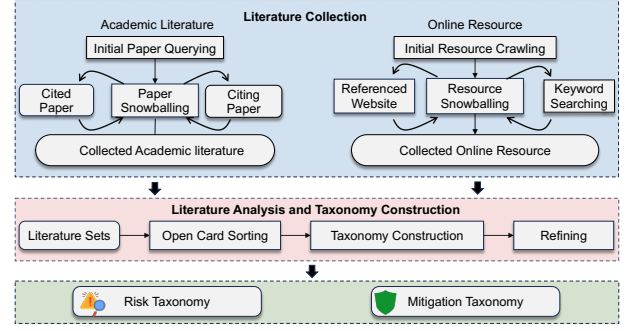 Literature Collection
Academic Literature
Initial Paper Querying
Cited
Paper
Paper
Snowballing
Citing
Paper
Collected Academic literature
Online Resource
Initial Resource Crawling
Referenced
Website
Resource
Snowballing
Keyword
Searching
Collected Online Resource
Literature Analysis and Taxonomy Construction
Literature Sets
Open Card Sorting
Taxonomy Construction
Refining
Risk Taxonomy
Mitigation Taxonomy